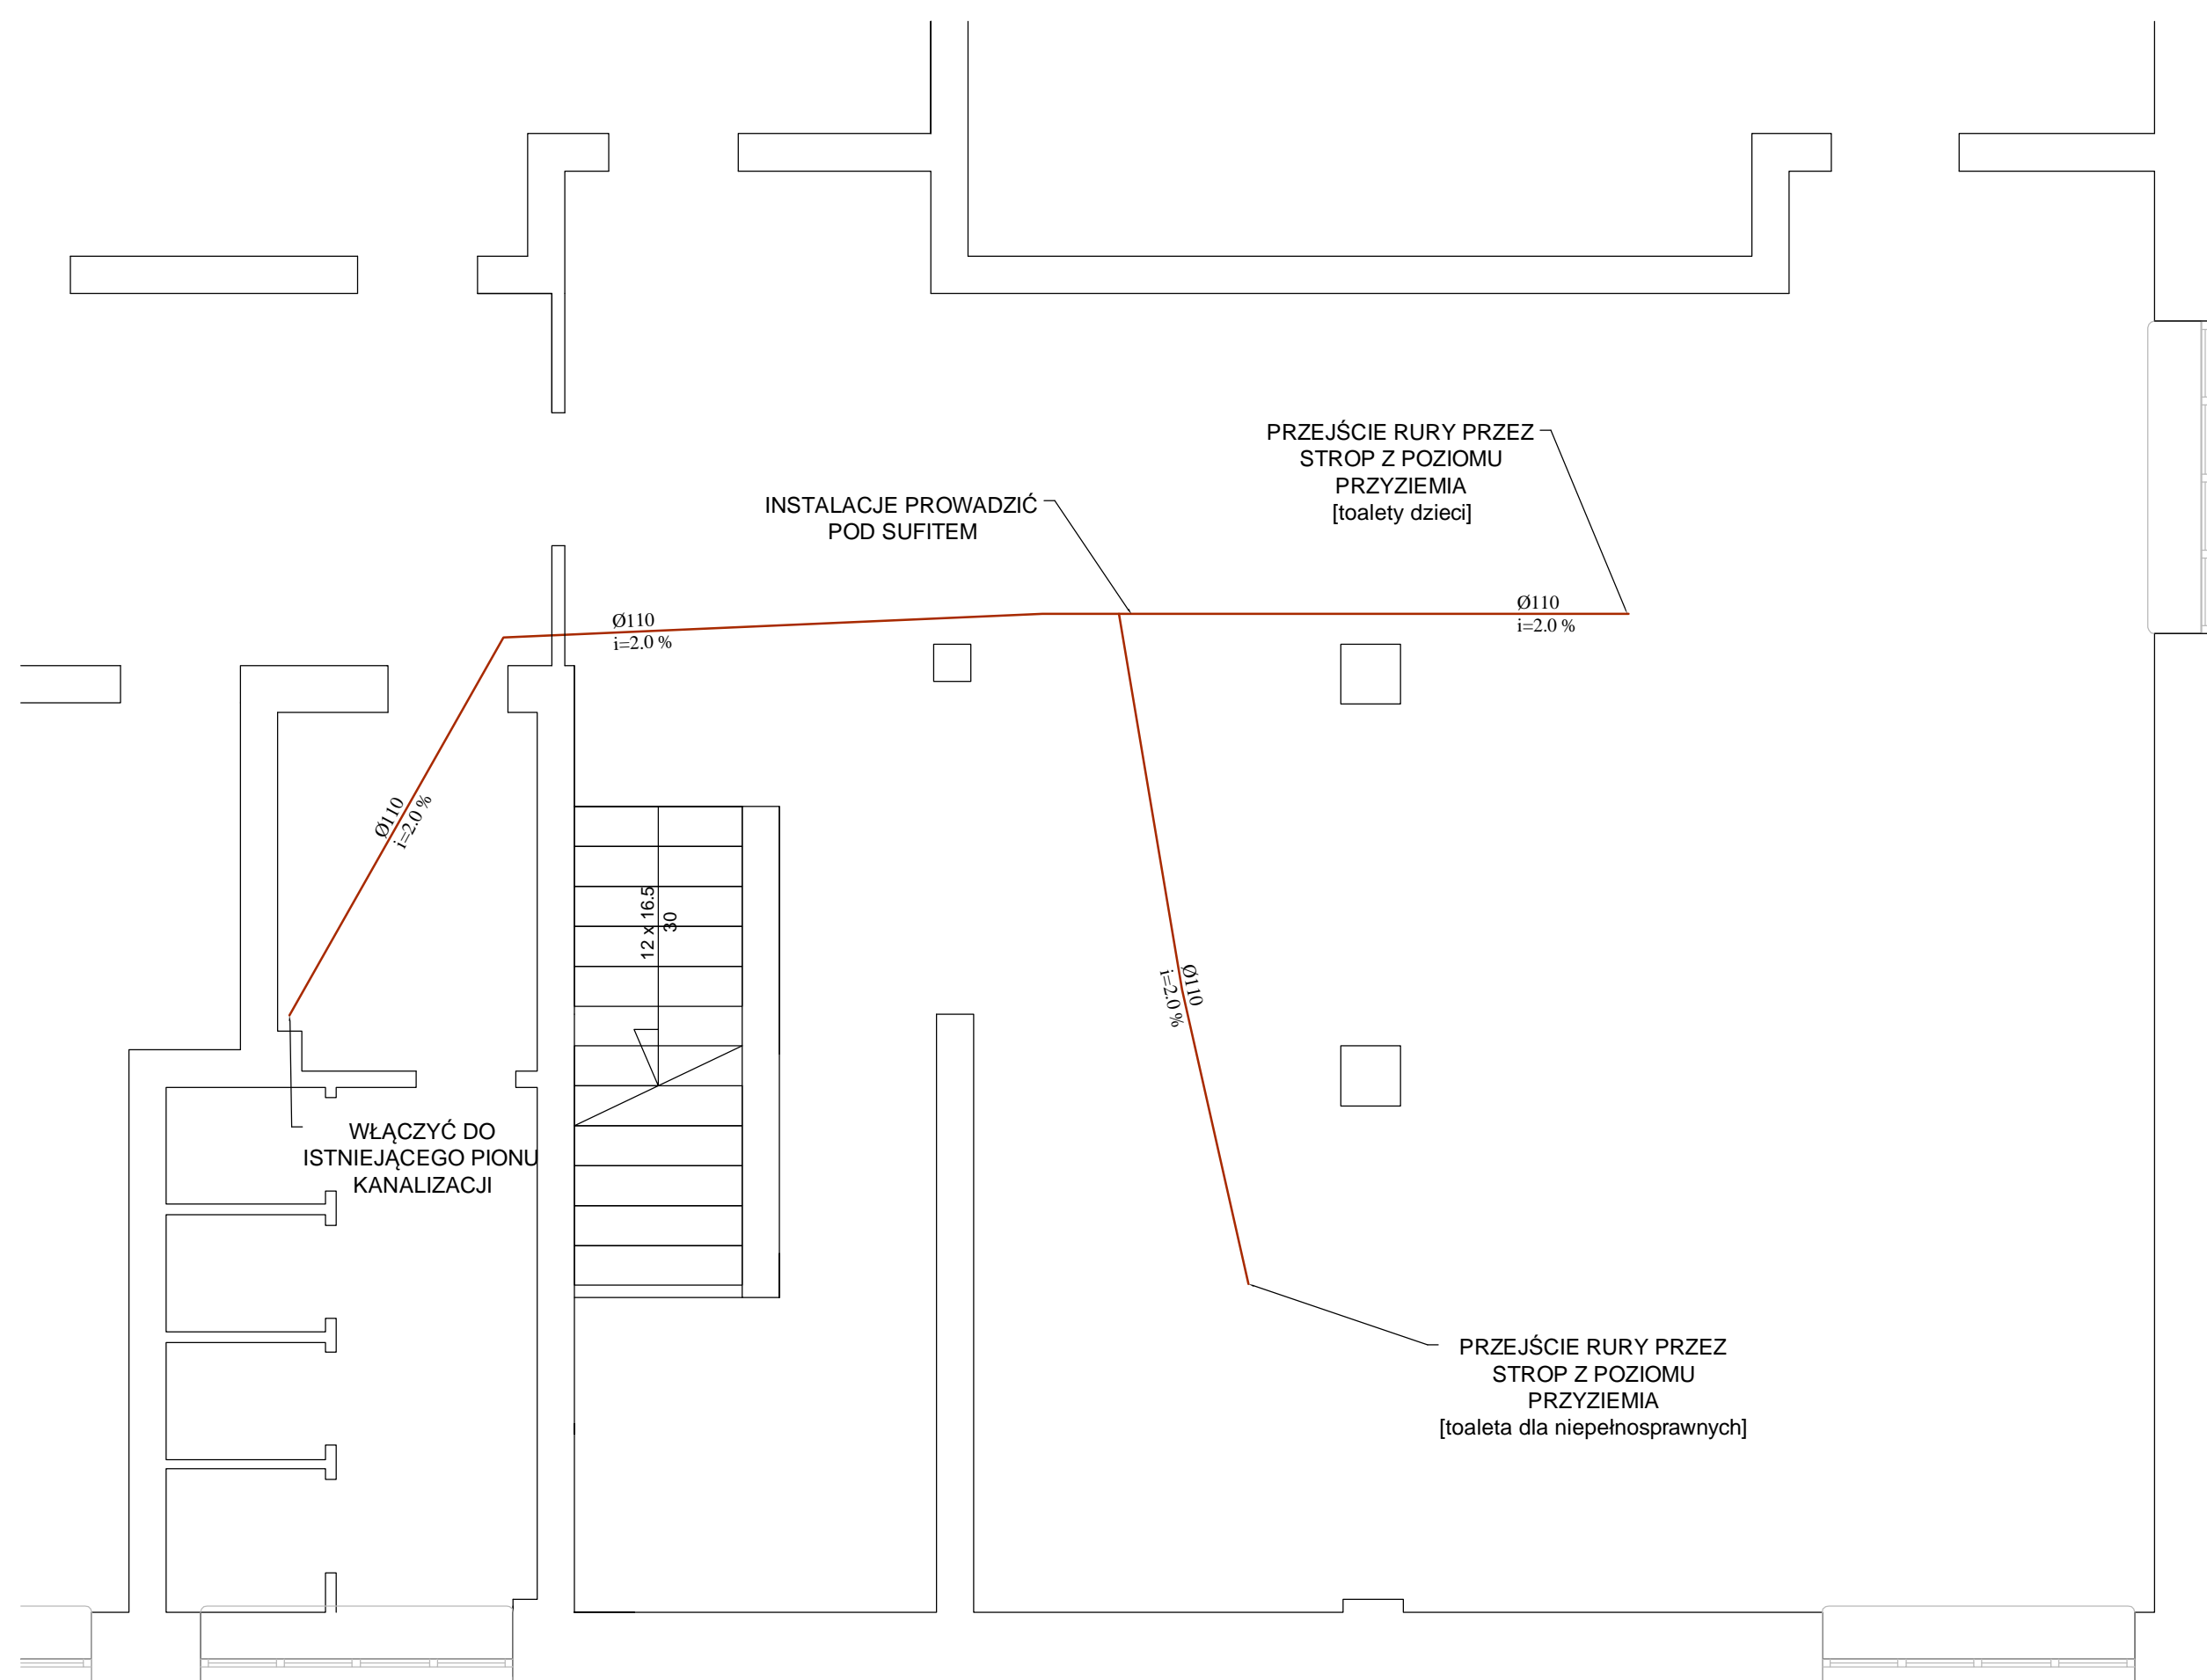 PRZEJŚCIE RURY PRZEZ
STROP Z POZIOMU
PRZYZIEMIA
[toalety dzieci]
INSTALACJE PROWADZIĆ
POD SUFITEM
Ø110
i=2.0 %
Ø110
i=2.0 %
Ø110
i=2.0 %
12 x 16.5
30
Ø110
i=2.0 %
WŁĄCZYĆ DO
ISTNIEJĄCEGO PIONU
KANALIZACJI
PRZEJŚCIE RURY PRZEZ
STROP Z POZIOMU
PRZYZIEMIA
[toaleta dla niepełnosprawnych]